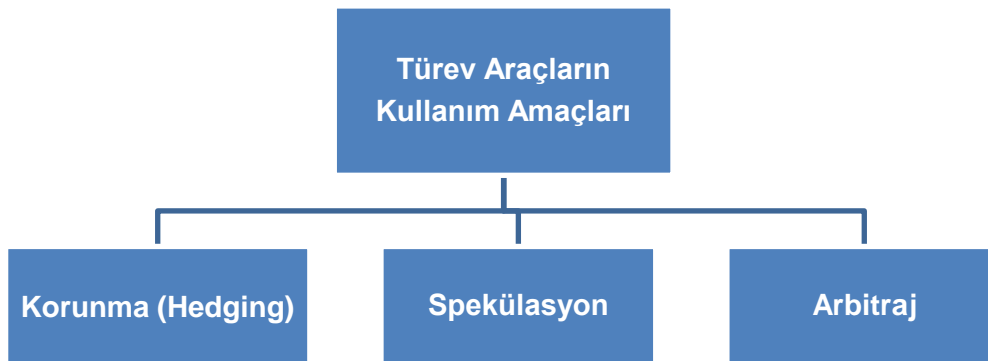 Türev Araçların
Kullanım Amaçları
Korunma (Hedging)
Spekülasyon
Arbitraj